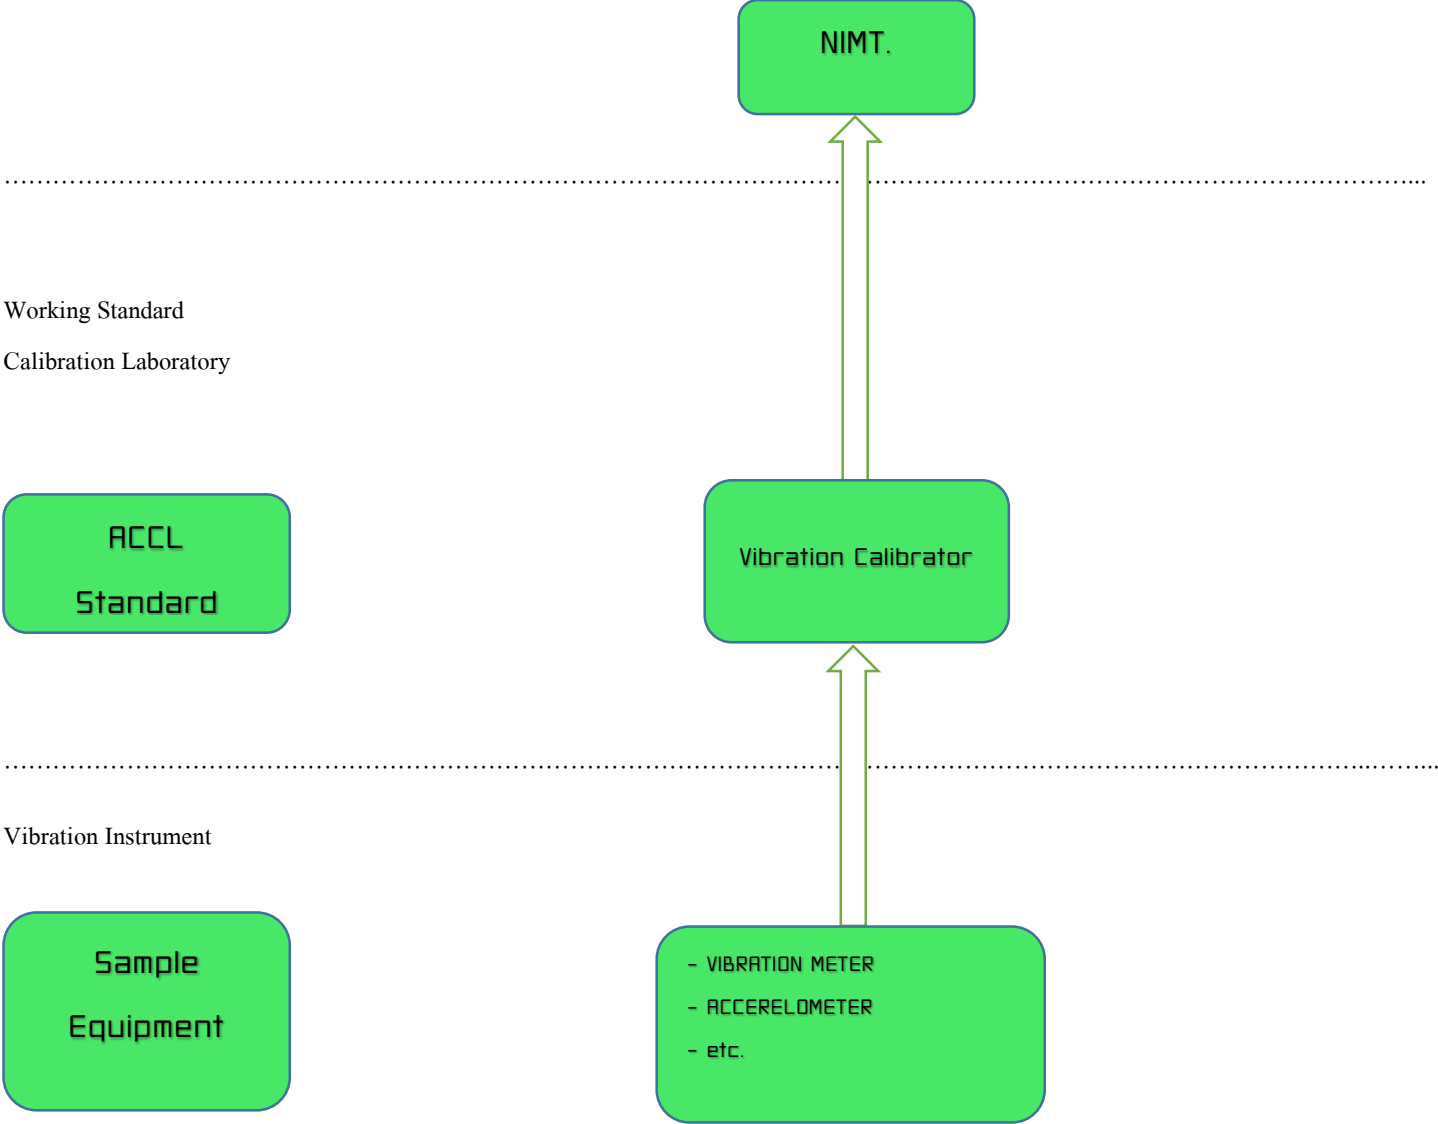 NIMT.
Working Standard
Calibration Laboratory
ACCL
Standard
Vibration Calibrator
Vibration Instrument
Sample
Equipment
- VIBRATION METER
- ACCERELOMETER
- etc.